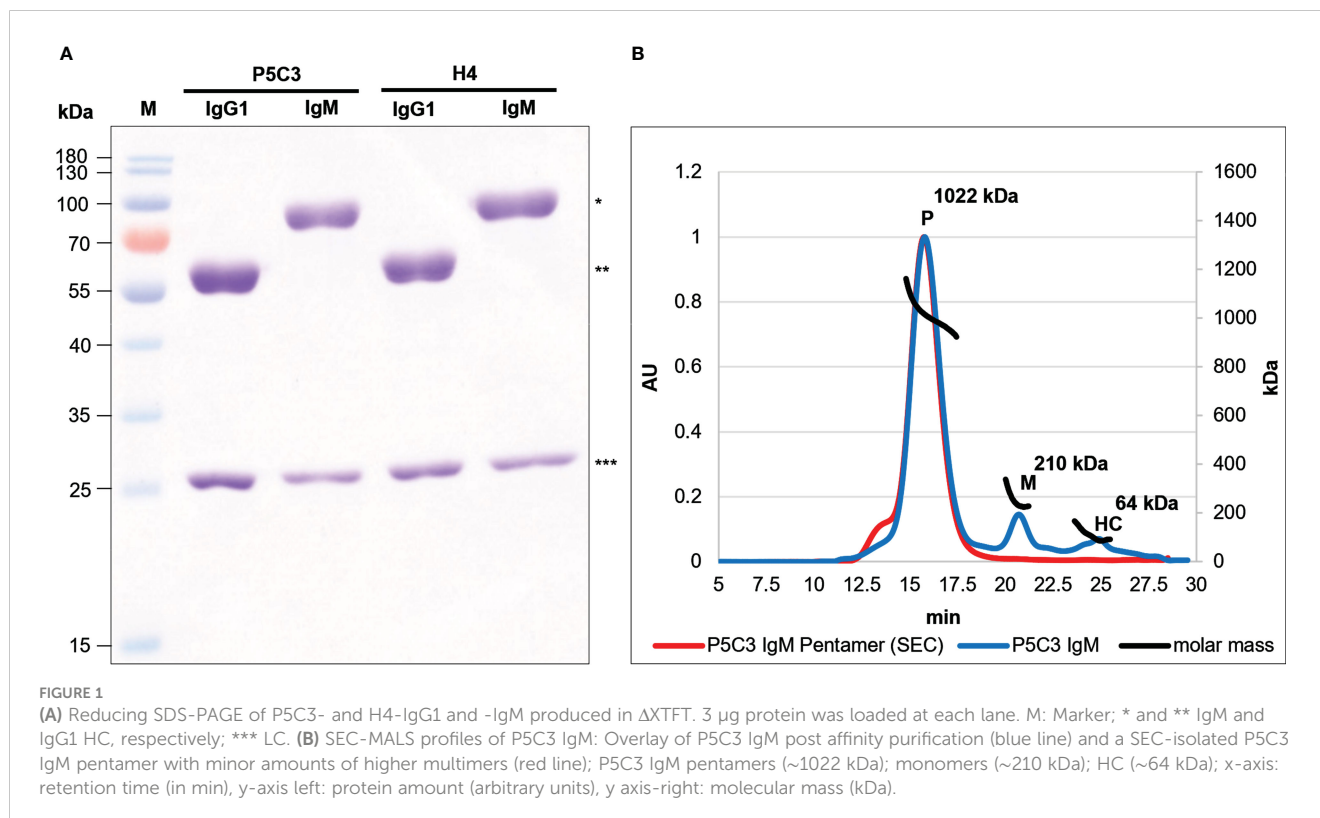 A
P5C3
H4
kDa
M
IgG1
IgM
IgG1
IgM
180
130
100
70
55
40
35
25
15
*
**
***
B
1.2
1
0.8
0.6
0.4
0.2
0
AU
1600
1400
1200
1000
800
600
400
200
0
kDa
1022 kDa
P
210 kDa
M
64 kDa
HC
5
7.5
10
12.5
15
17.5
20
22.5
25
27.5
30
min
P5C3 IgM Pentamer (SEC)
P5C3 IgM
molar mass
FIGURE 1
(A) Reducing SDS-PAGE of P5C3- and H4-IgG1 and -IgM produced in ΔXTFT. 3 µg protein was loaded at each lane. M: Marker; * and ** IgM and
IgG1 HC, respectively; *** LC. (B) SEC-MALS profiles of P5C3 IgM: Overlay of P5C3 IgM post affinity purification (blue line) and a SEC-isolated P5C3
IgM pentamer with minor amounts of higher multimers (red line); P5C3 IgM pentamers (~1022 kDa); monomers (~210 kDa); HC (~64 kDa); x-axis:
retention time (in min), y-axis left: protein amount (arbitrary units), y axis-right: molecular mass (kDa).